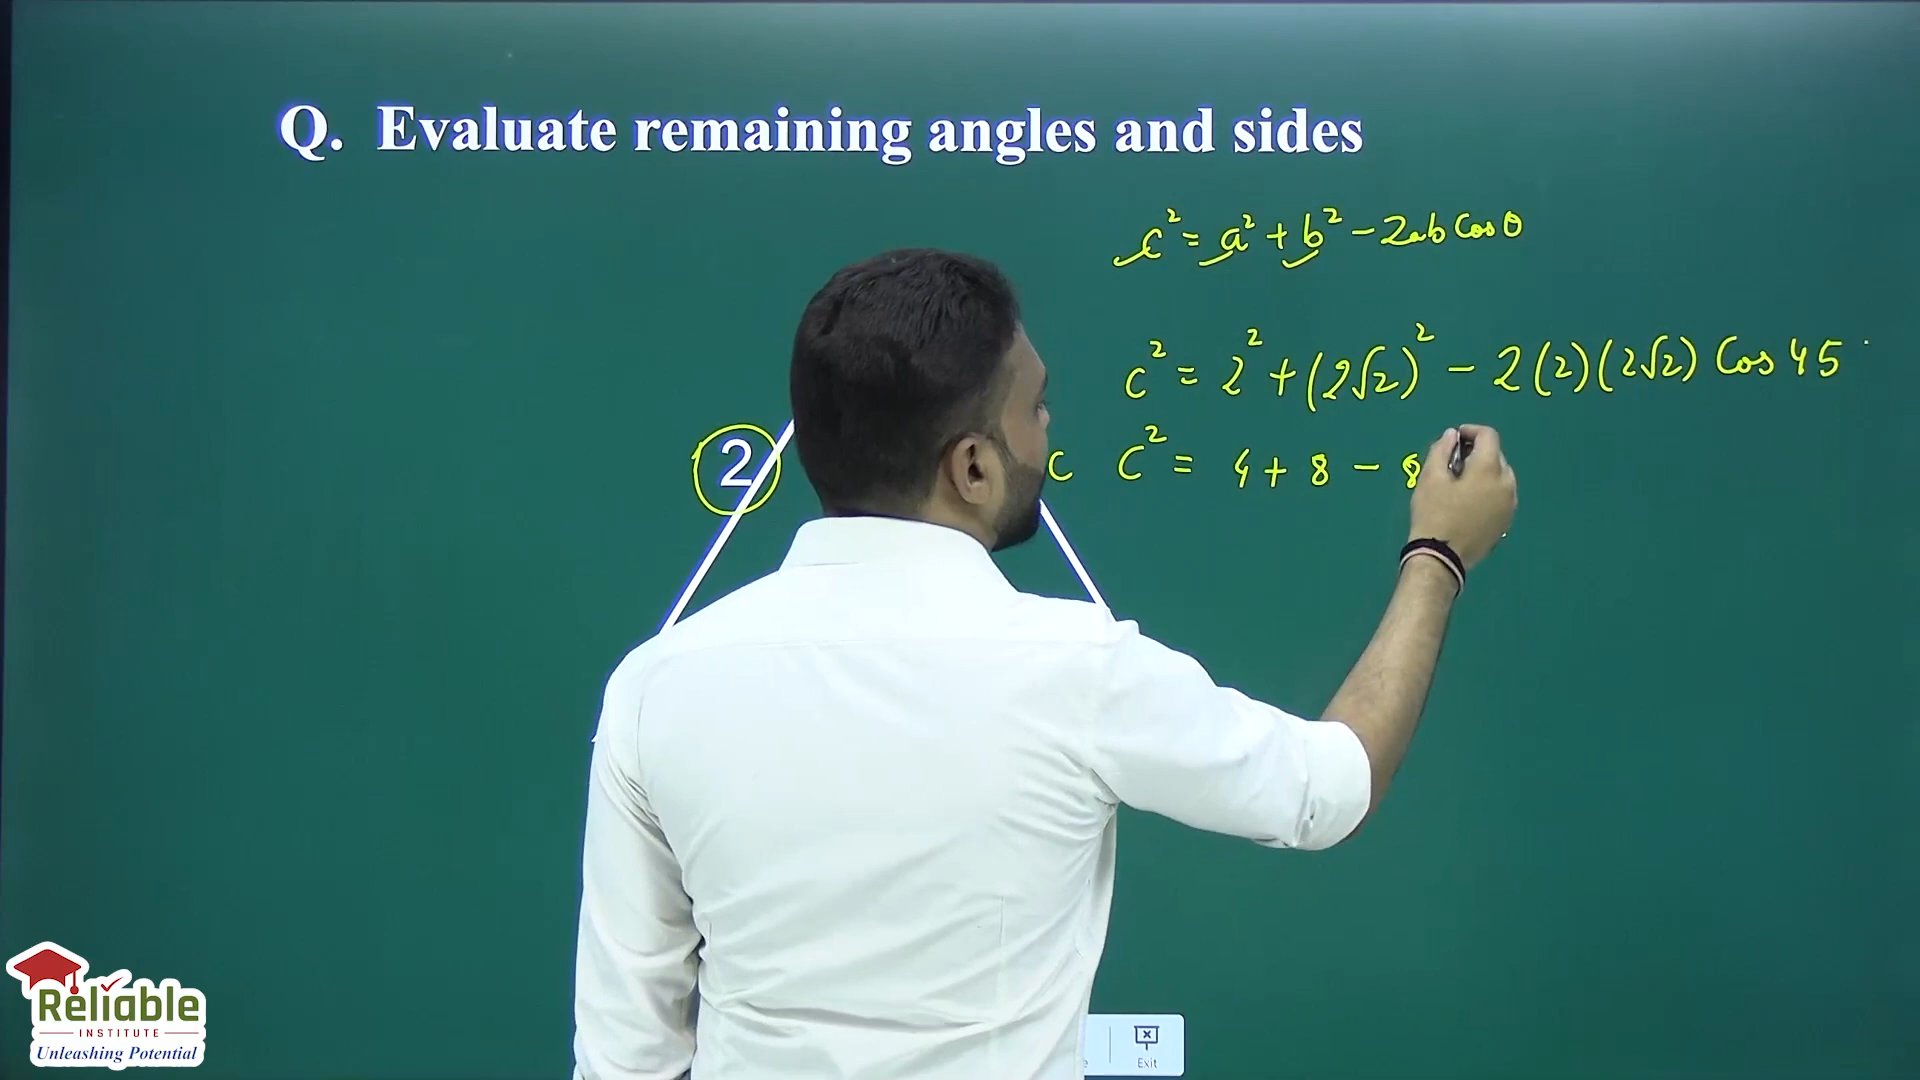 Q. Evaluate remaining angles and sides
c² = a² + b² - 2ab Cos θ
c² = 2² + (2√2)² - 2(2)(2√2) Cos 45°
2
c
c² = 4 + 8 - 8
Reliable
INSTITUTE
Unleashing Potential
Exit